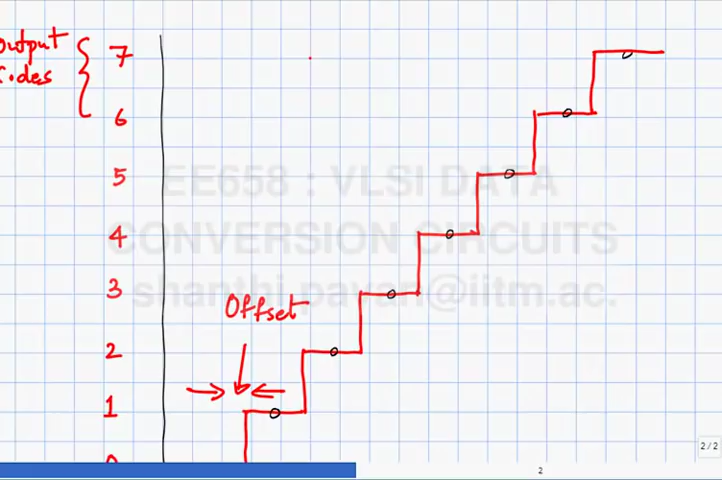 Output
Codes
7
6
5
4
3
2
1
0
Offset
EE658 : VLSI DATA
CONVERSION CIRCUITS
shanthi.pavan@iitm.ac.
2/2
2